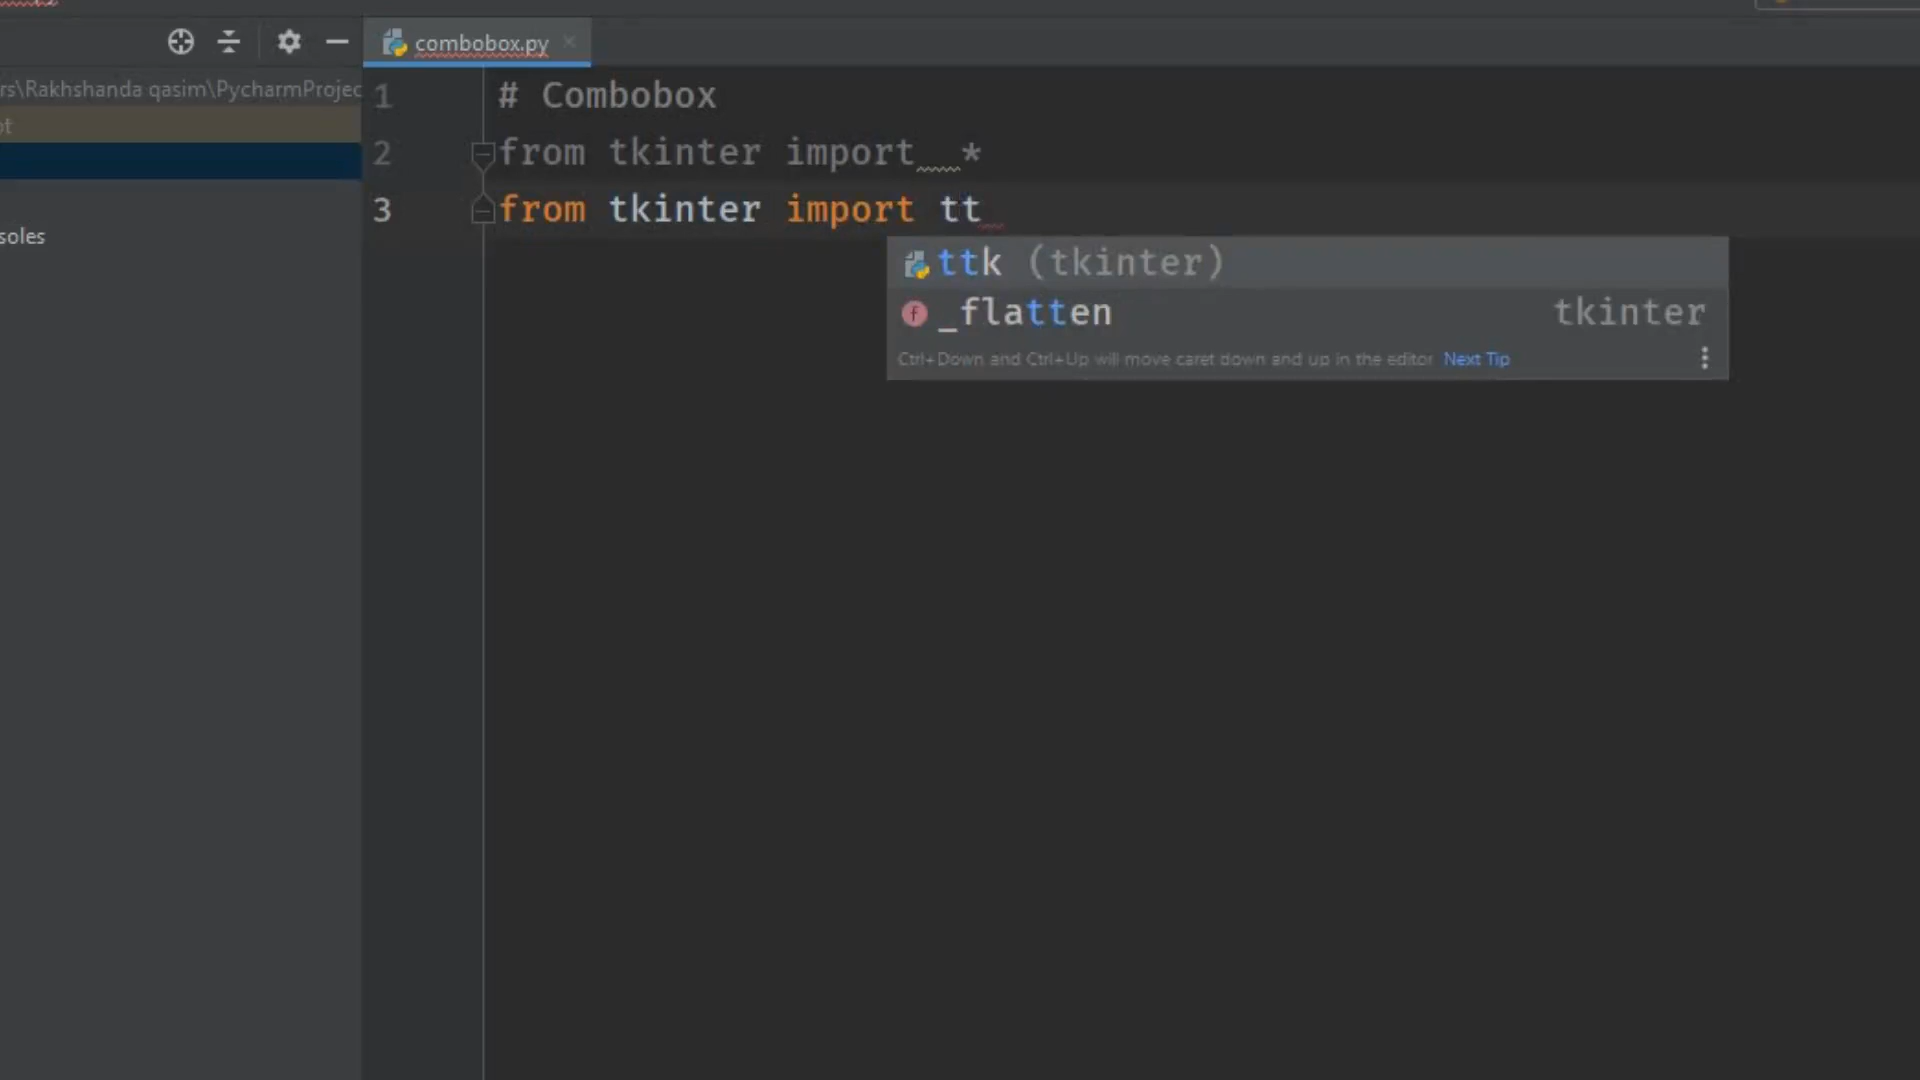 combobox.py
rs\Rakhshanda qasim\PycharmProjec
ot
soles
1 # Combobox
2 from tkinter import *
3 from tkinter import tt
ttk (tkinter)
f _flatten tkinter
Ctrl+Down and Ctrl+Up will move caret down and up in the editor Next Tip